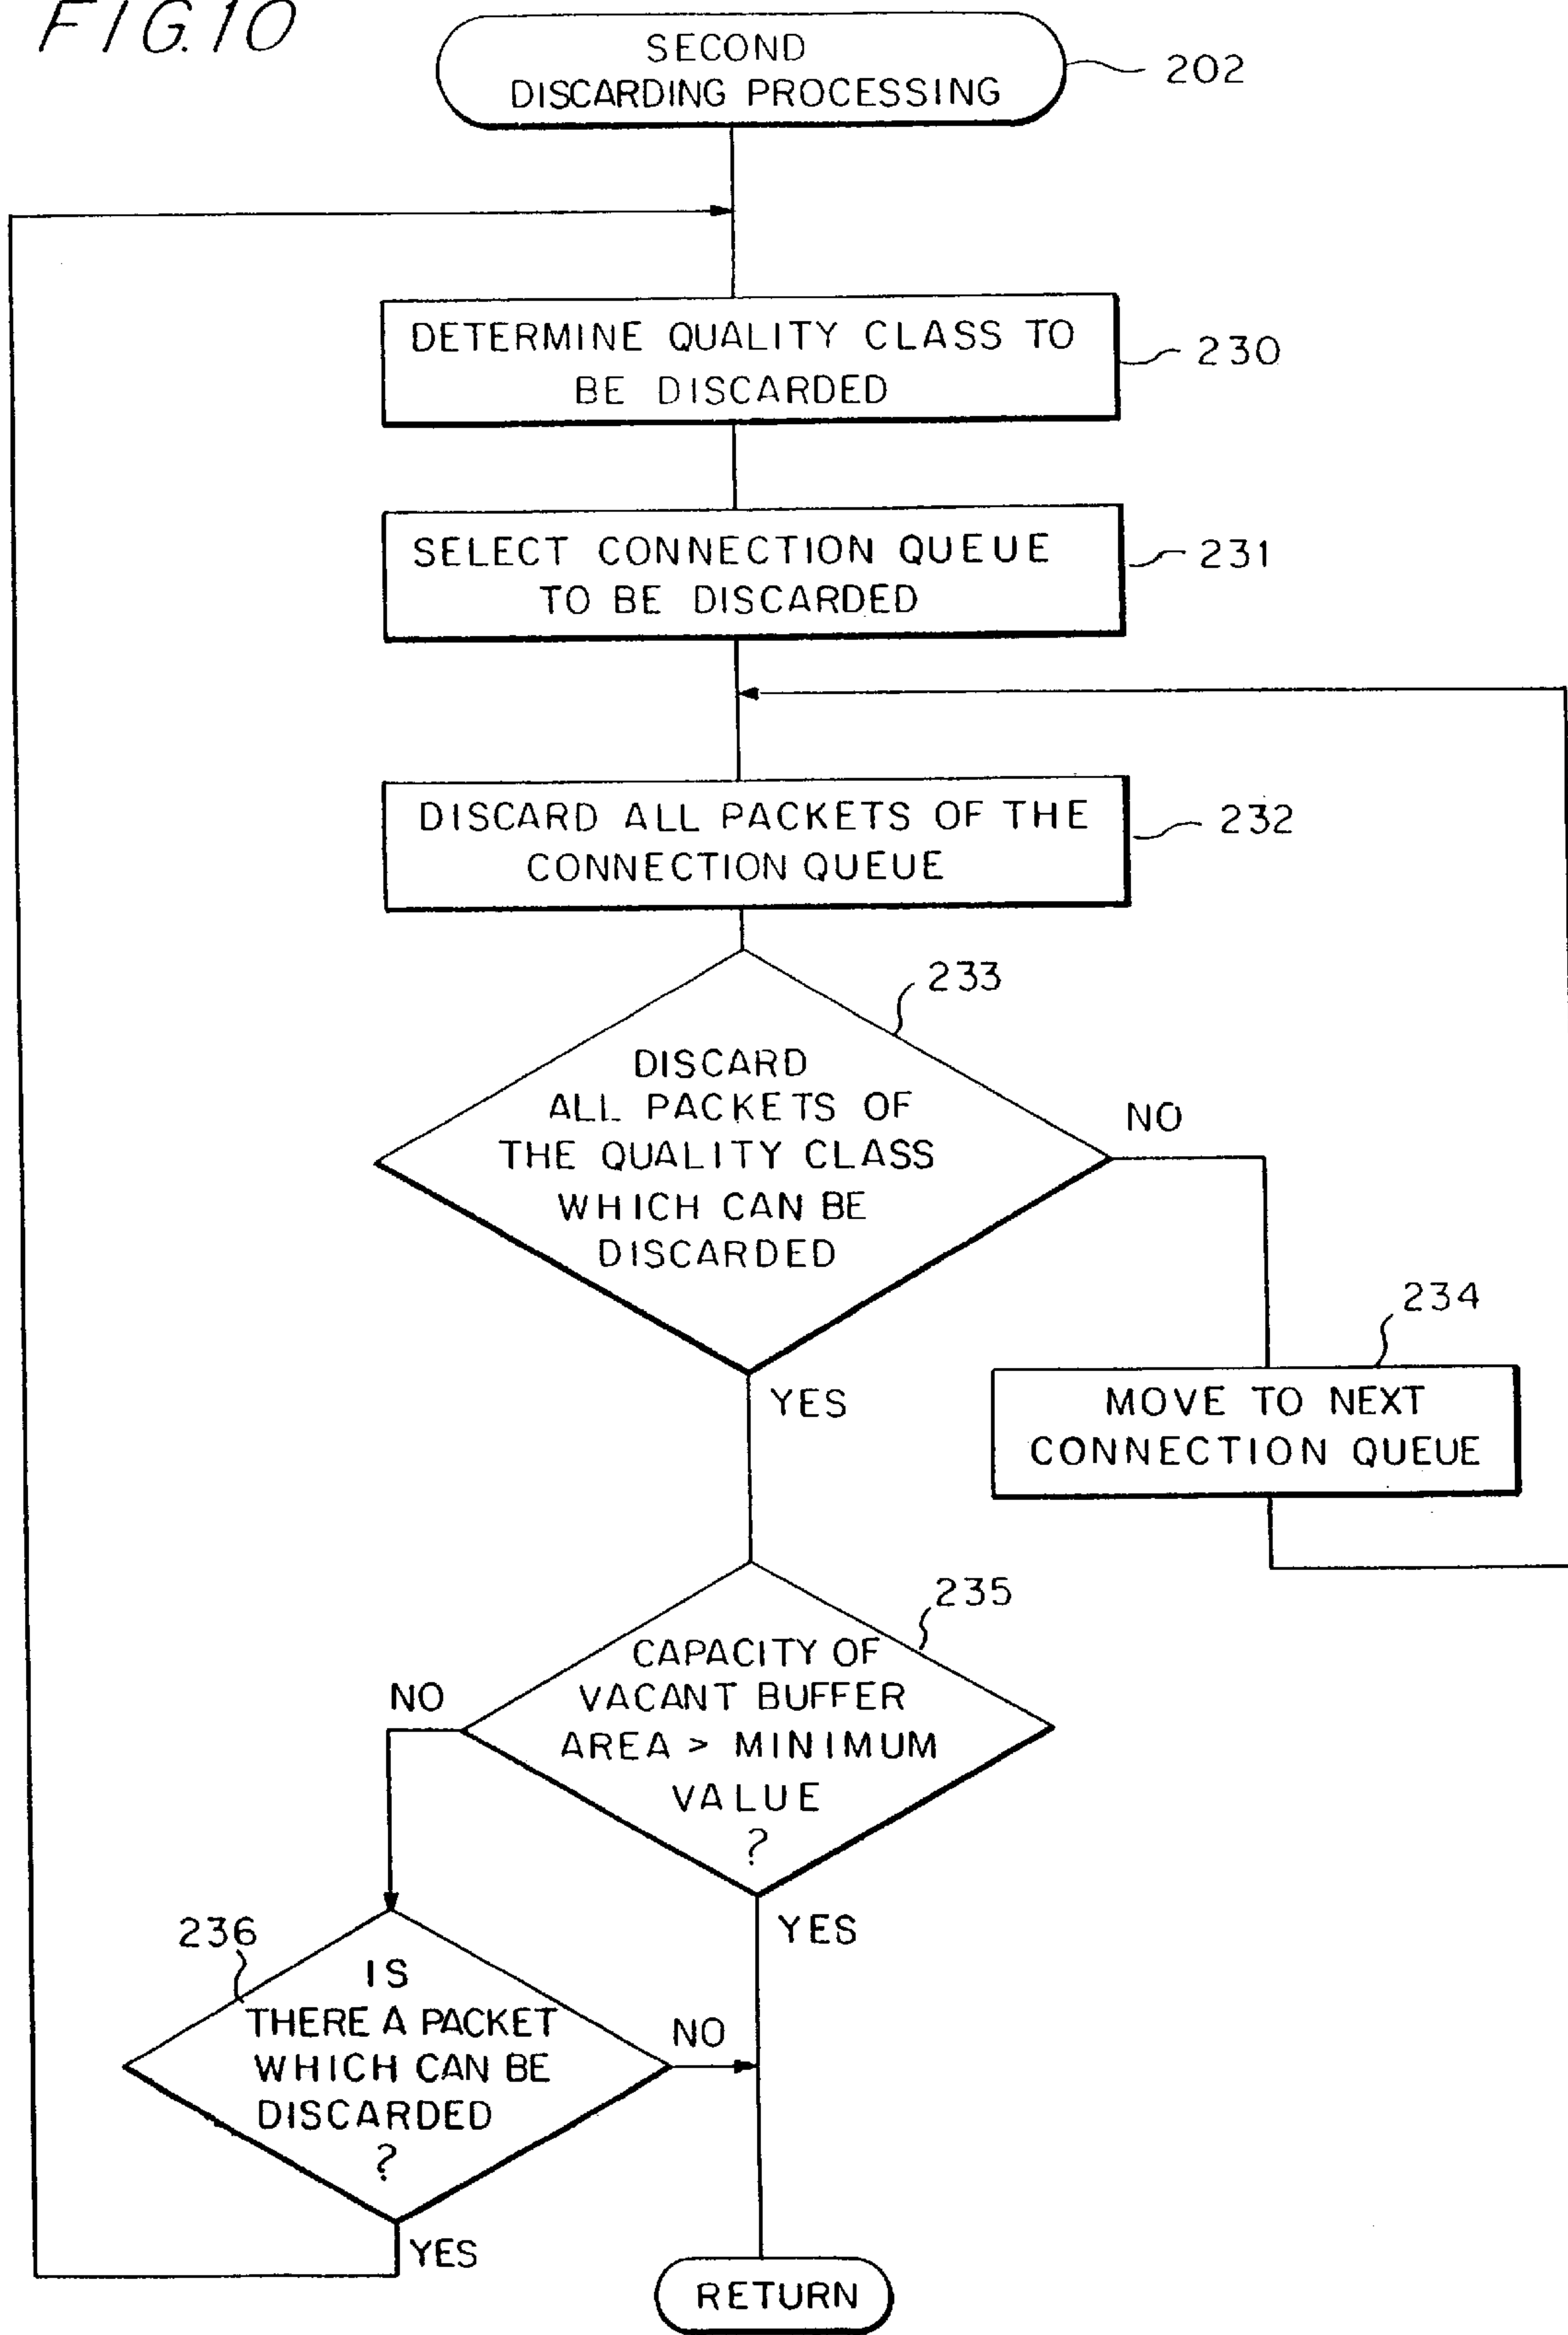 FIG.10
SECOND
DISCARDING PROCESSING
202
DETERMINE QUALITY CLASS TO
BE DISCARDED
230
SELECT CONNECTION QUEUE
TO BE DISCARDED
231
DISCARD ALL PACKETS OF THE
CONNECTION QUEUE
232
233
DISCARD
ALL PACKETS OF
THE QUALITY CLASS
WHICH CAN BE
DISCARDED
NO
YES
234
MOVE TO NEXT
CONNECTION QUEUE
235
CAPACITY OF
VACANT BUFFER
AREA > MINIMUM
VALUE
?
NO
YES
236
IS
THERE A PACKET
WHICH CAN BE
DISCARDED
?
NO
YES
RETURN